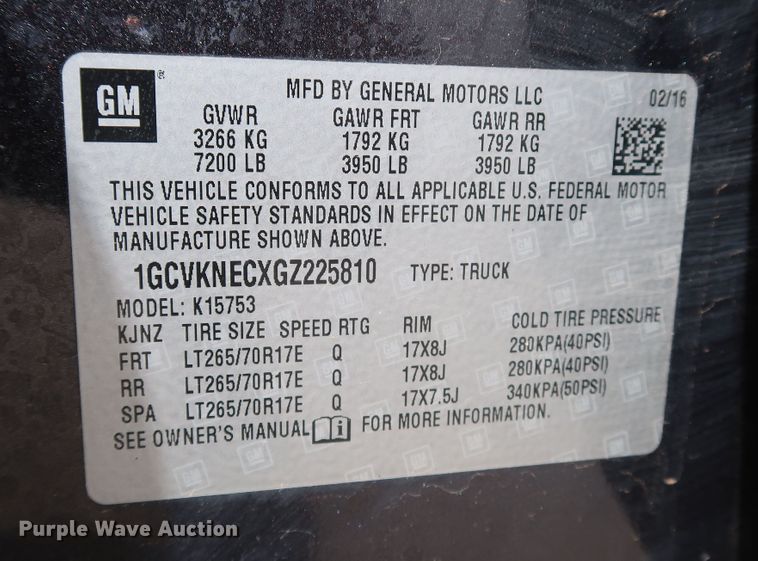 GM ®
MFD BY GENERAL MOTORS LLC 02/16
GVWR GAWR FRT GAWR RR
3266 KG 1792 KG 1792 KG
7200 LB 3950 LB 3950 LB
THIS VEHICLE CONFORMS TO ALL APPLICABLE U.S. FEDERAL MOTOR
VEHICLE SAFETY STANDARDS IN EFFECT ON THE DATE OF
MANUFACTURE SHOWN ABOVE.
1GCVKNECXGZ225810 TYPE: TRUCK
MODEL: K15753
KJNZ TIRE SIZE SPEED RTG RIM COLD TIRE PRESSURE
FRT LT265/70R17E Q 17X8J 280KPA(40PSI)
RR LT265/70R17E Q 17X8J 280KPA(40PSI)
SPA LT265/70R17E Q 17X7.5J 340KPA(50PSI)
SEE OWNER'S MANUAL FOR MORE INFORMATION.
Purple Wave Auction